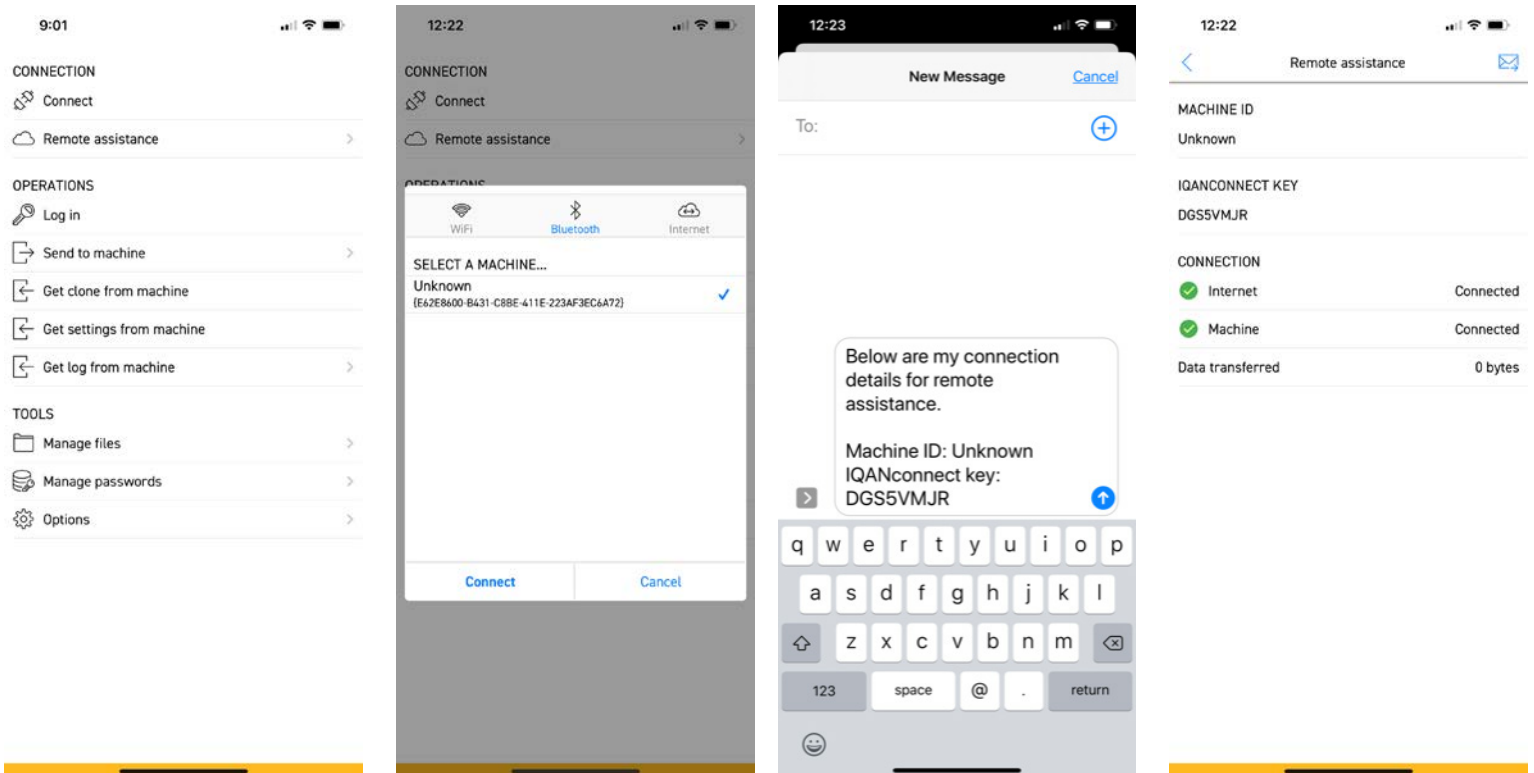 9:01
CONNECTION
Connect
Remote assistance
OPERATIONS
Log in
Send to machine
Get clone from machine
Get settings from machine
Get log from machine
TOOLS
Manage files
Manage passwords
Options
12:22
CONNECTION
Connect
Remote assistance
OPERATIONS
WiFi Bluetooth Internet
SELECT A MACHINE...
Unknown
{E62E8600-B431-C8BE-411E-223AF3EC6A72}
Connect Cancel
12:23
New Message Cancel
To:
Below are my connection
details for remote
assistance.
Machine ID: Unknown
IQANconnect key:
DGS5VMJR
q w e r t y u i o p
a s d f g h j k l
z x c v b n m
123 space @ . return
12:22
Remote assistance
MACHINE ID
Unknown
IQANCONNECT KEY
DGS5VMJR
CONNECTION
Internet Connected
Machine Connected
Data transferred 0 bytes